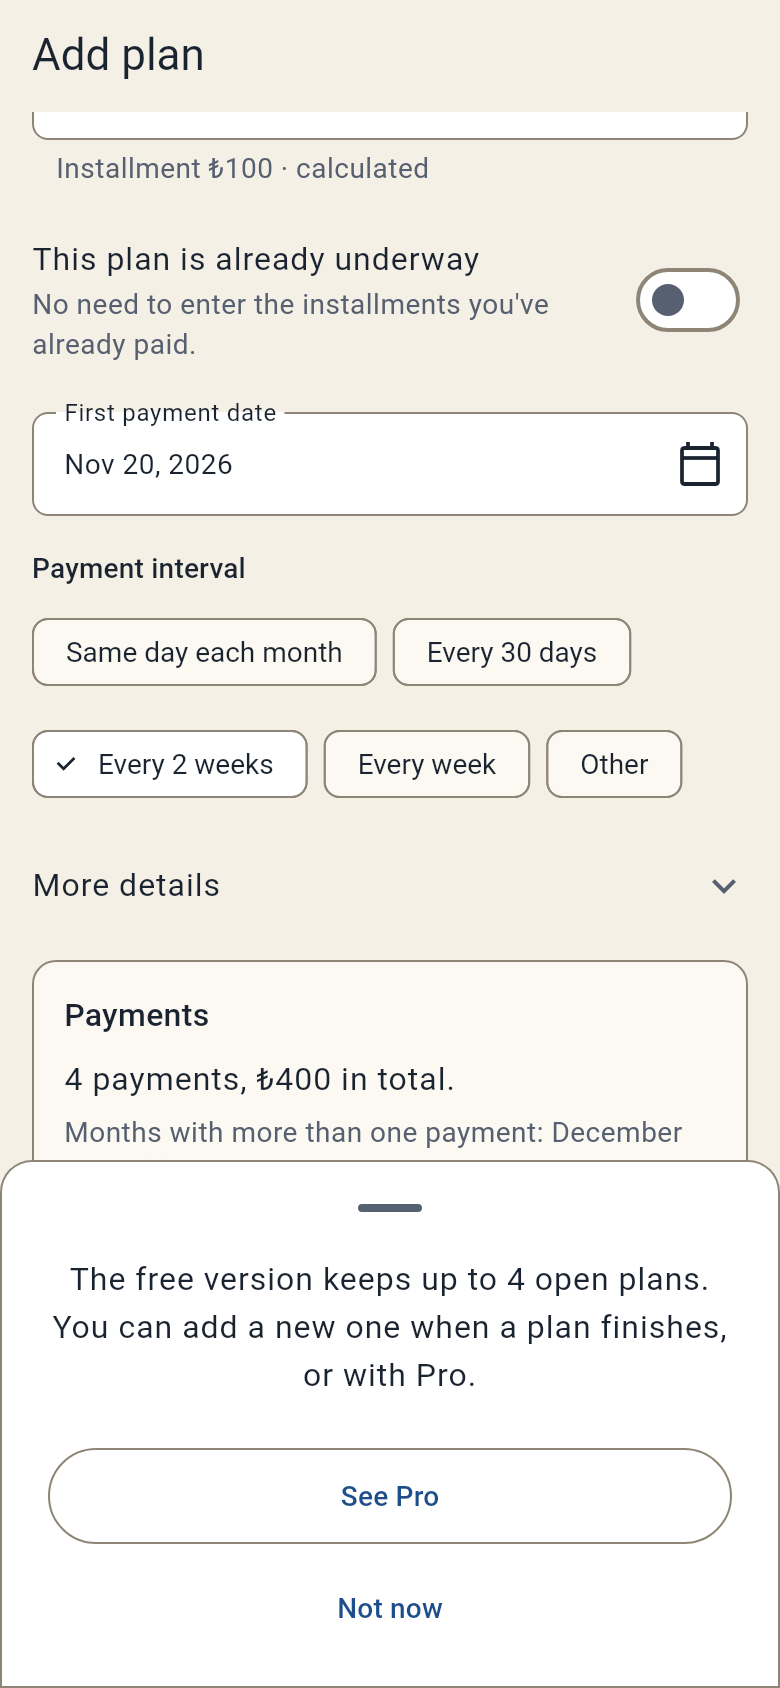 Add plan
Installment ₺100 · calculated
This plan is already underway
No need to enter the installments you've
already paid.
First payment date
Nov 20, 2026
Payment interval
Same day each month
Every 30 days
Every 2 weeks
Every week
Other
More details
Payments
4 payments, ₺400 in total.
Months with more than one payment: December
The free version keeps up to 4 open plans.
You can add a new one when a plan finishes,
or with Pro.
See Pro
Not now